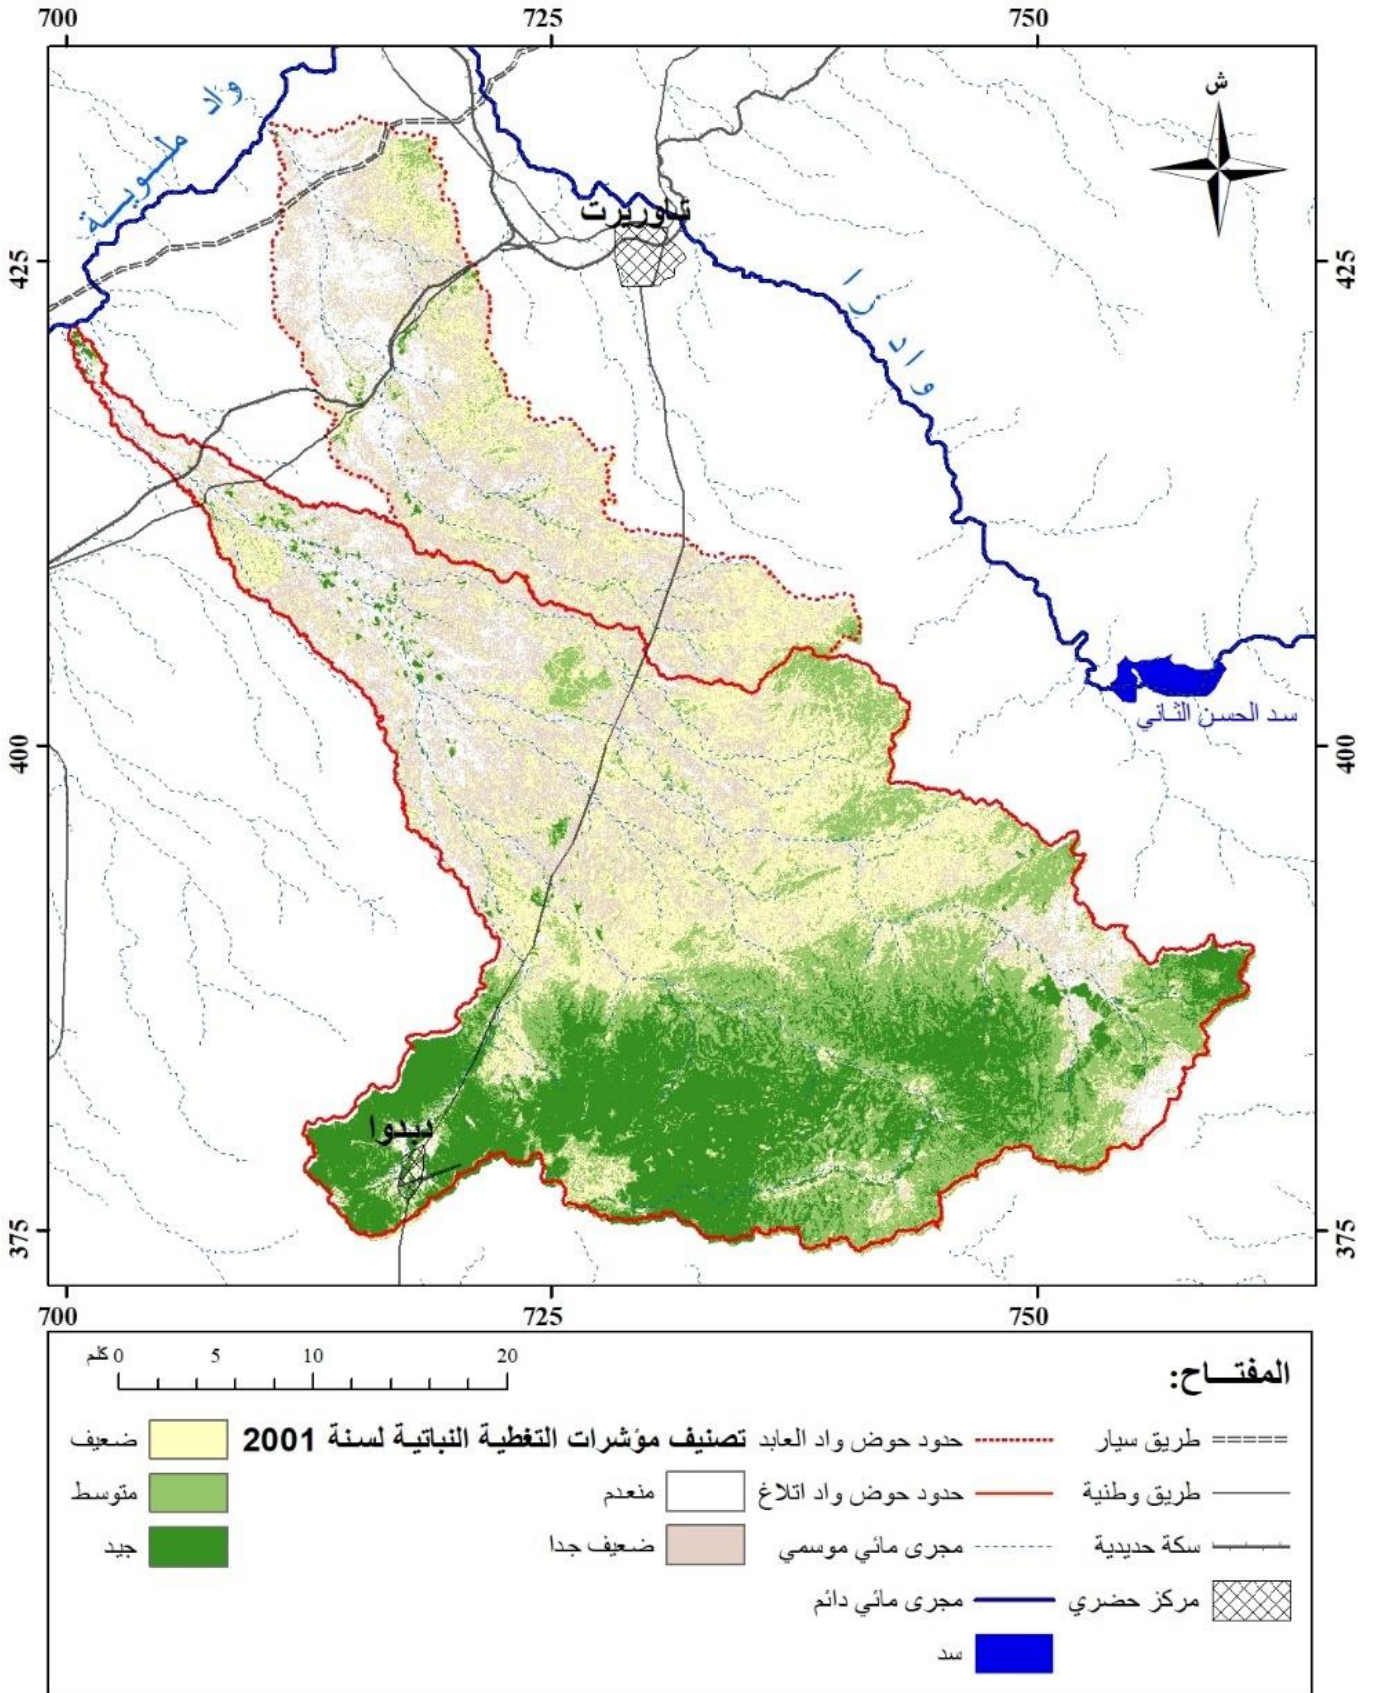 700 725 750
ش
واد ملوية
تاوريرت
425 425
واد زا
400 400
سد الحسن الثاني
دبدوا
375 375
700 725 750
المفتاح:
كلم 0 5 10 20
طريق سيار
حدود حوض واد العابد
تصنيف مؤشرات التغطية النباتية لسنة 2001
ضعيف
طريق وطنية
حدود حوض واد اتلاغ
منعدم
متوسط
سكة حديدية
مجرى مائي موسمي
ضعيف جدا
جيد
مركز حضري
مجرى مائي دائم
سد